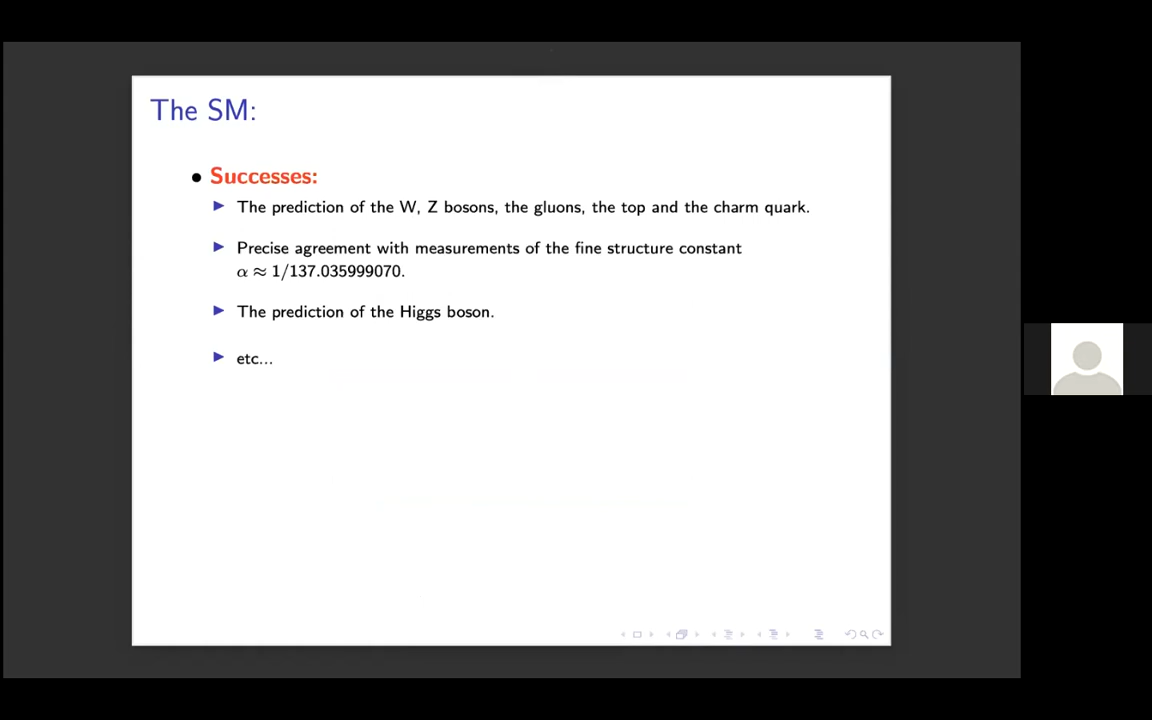 The SM:
• Successes:
▶ The prediction of the W, Z bosons, the gluons, the top and the charm quark.
▶ Precise agreement with measurements of the fine structure constant
α ≈ 1/137.035999070.
▶ The prediction of the Higgs boson.
▶ etc...